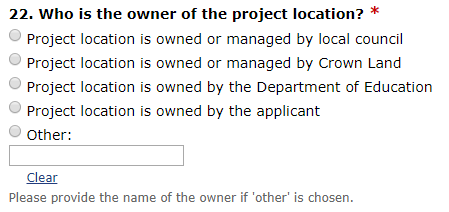 22. Who is the owner of the project location? *
Project location is owned or managed by local council
Project location is owned or managed by Crown Land
Project location is owned by the Department of Education
Project location is owned by the applicant
Other:
Clear
Please provide the name of the owner if 'other' is chosen.